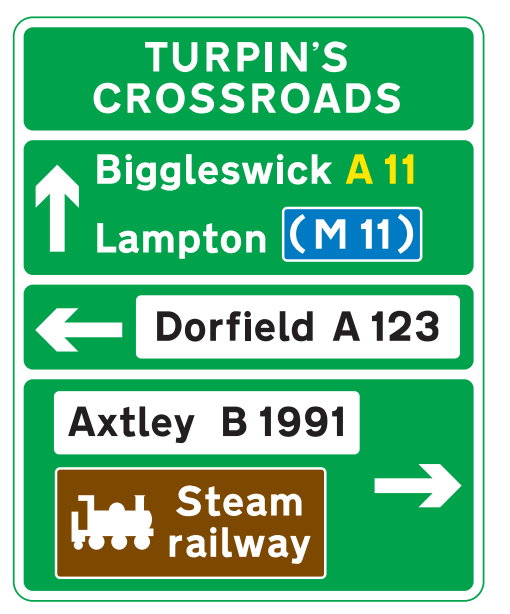 TURPIN'S
CROSSROADS
Biggleswick A 11
Lampton (M 11)
Dorfield A 123
Axtley B 1991
Steam
railway